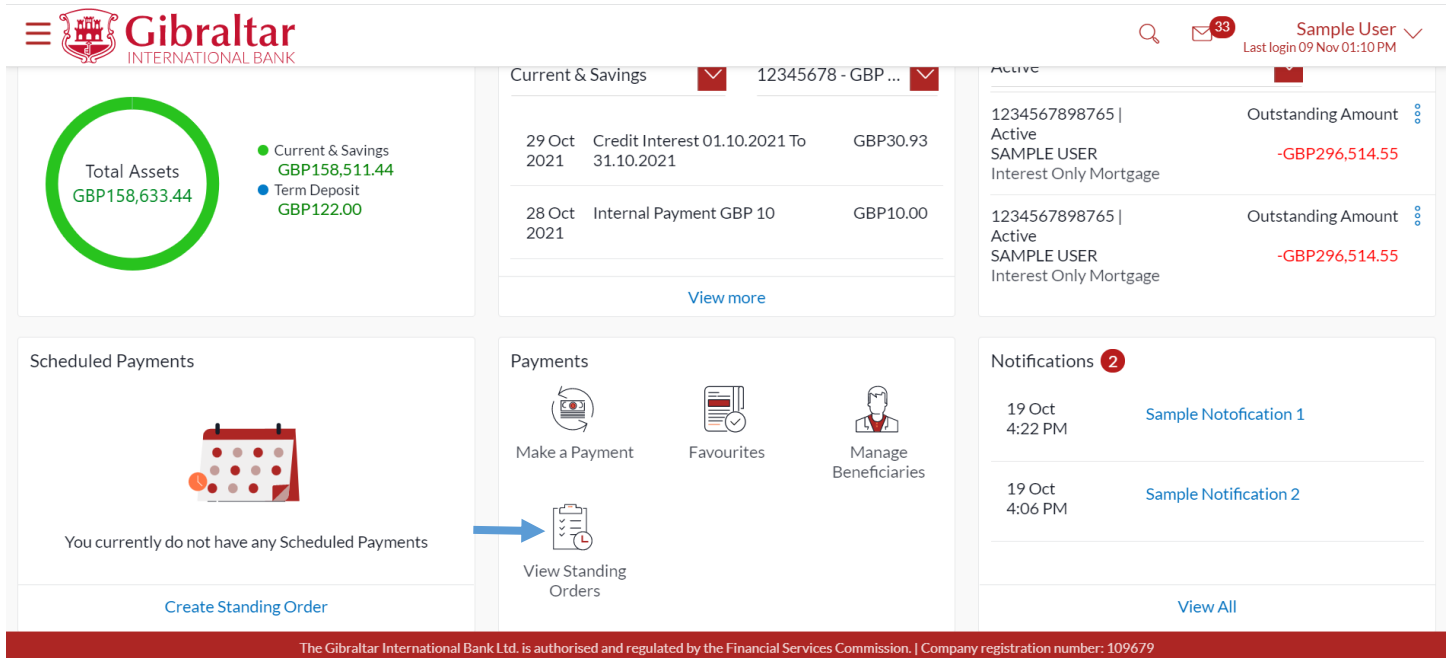 Gibraltar
INTERNATIONAL BANK
33
Sample User
Last login 09 Nov 01:10 PM
Total Assets
GBP158,633.44
Current & Savings
GBP158,511.44
Term Deposit
GBP122.00
Current & Savings
12345678 - GBP ...
29 Oct 2021
Credit Interest 01.10.2021 To
31.10.2021
GBP30.93
28 Oct 2021
Internal Payment GBP 10
GBP10.00
View more
Active
1234567898765 |
Active
SAMPLE USER
Interest Only Mortgage
Outstanding Amount
-GBP296,514.55
1234567898765 |
Active
SAMPLE USER
Interest Only Mortgage
Outstanding Amount
-GBP296,514.55
Scheduled Payments
You currently do not have any Scheduled Payments
Create Standing Order
Payments
Make a Payment
Favourites
Manage
Beneficiaries
View Standing
Orders
Notifications 2
19 Oct
4:22 PM
Sample Notofication 1
19 Oct
4:06 PM
Sample Notification 2
View All
The Gibraltar International Bank Ltd. is authorised and regulated by the Financial Services Commission. | Company registration number: 109679